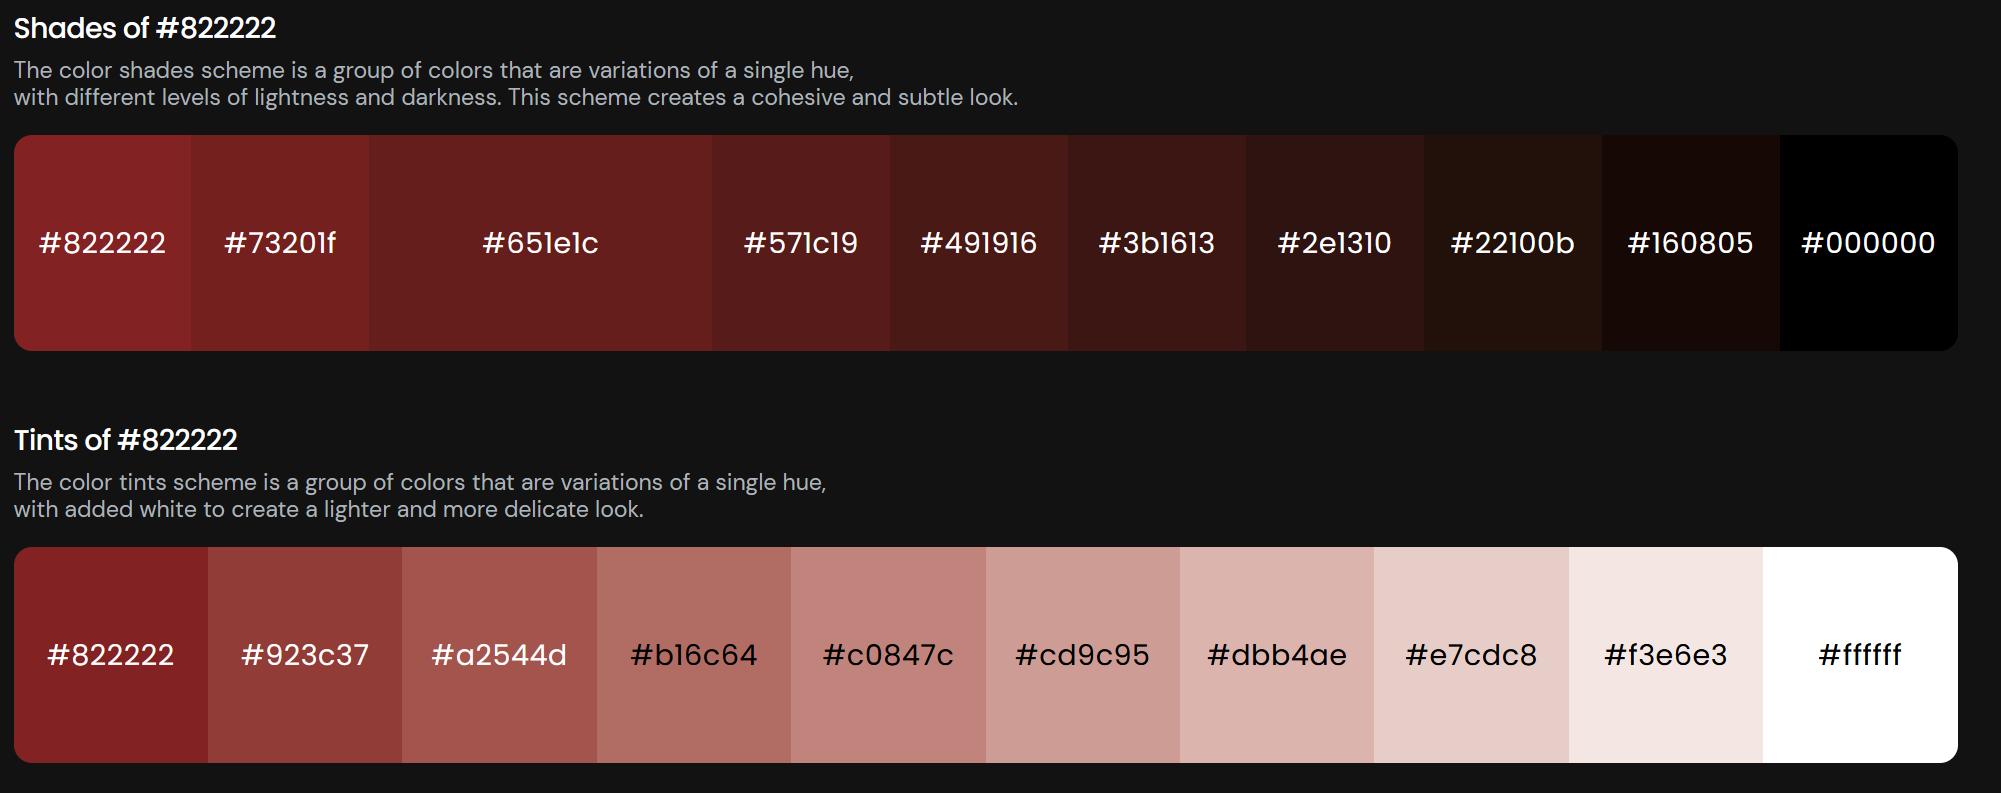 Shades of #822222
The color shades scheme is a group of colors that are variations of a single hue,
with different levels of lightness and darkness. This scheme creates a cohesive and subtle look.
#822222 #73201f #651e1c #571c19 #491916 #3b1613 #2e1310 #22100b #160805 #000000
Tints of #822222
The color tints scheme is a group of colors that are variations of a single hue,
with added white to create a lighter and more delicate look.
#822222 #923c37 #a2544d #b16c64 #c0847c #cd9c95 #dbb4ae #e7cdc8 #f3e6e3 #ffffff